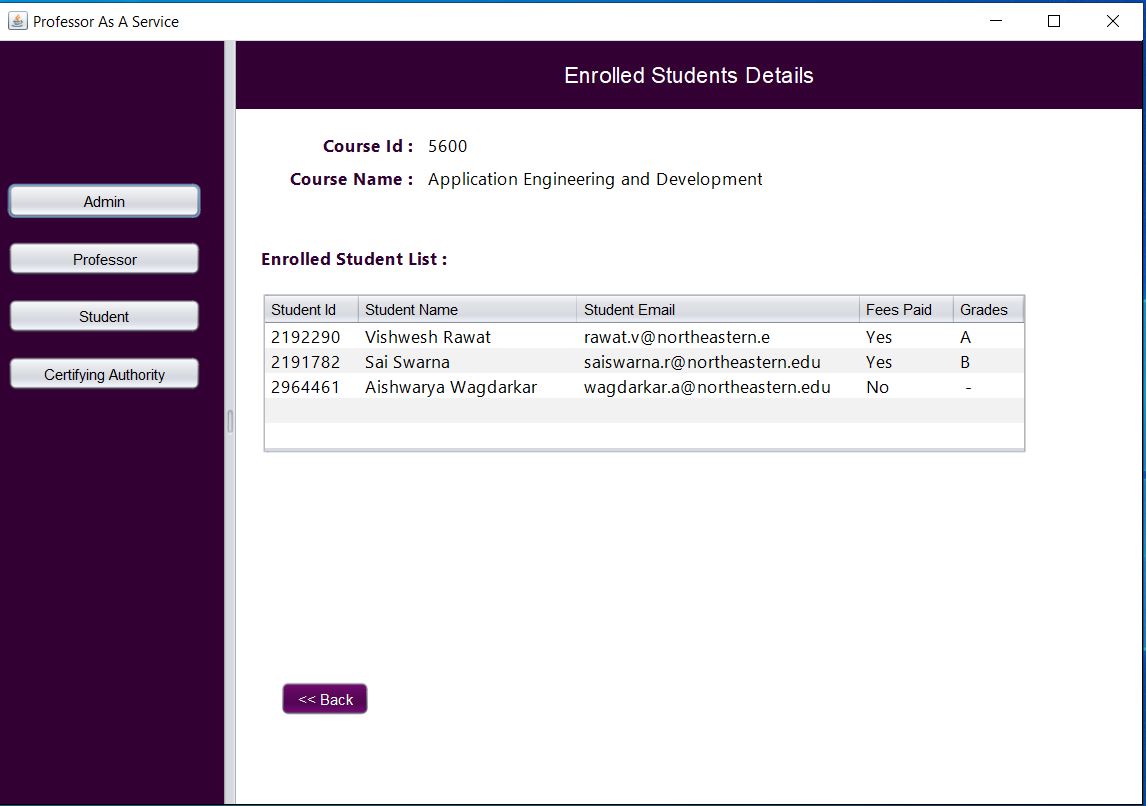 Professor As A Service
Enrolled Students Details
Admin
Professor
Student
Certifying Authority
Course Id : 5600
Course Name : Application Engineering and Development
Enrolled Student List :
Student Id Student Name Student Email Fees Paid Grades
2192290 Vishwesh Rawat rawat.v@northeastern.e Yes A
2191782 Sai Swarna saiswarna.r@northeastern.edu Yes B
2964461 Aishwarya Wagdarkar wagdarkar.a@northeastern.edu No -
<< Back